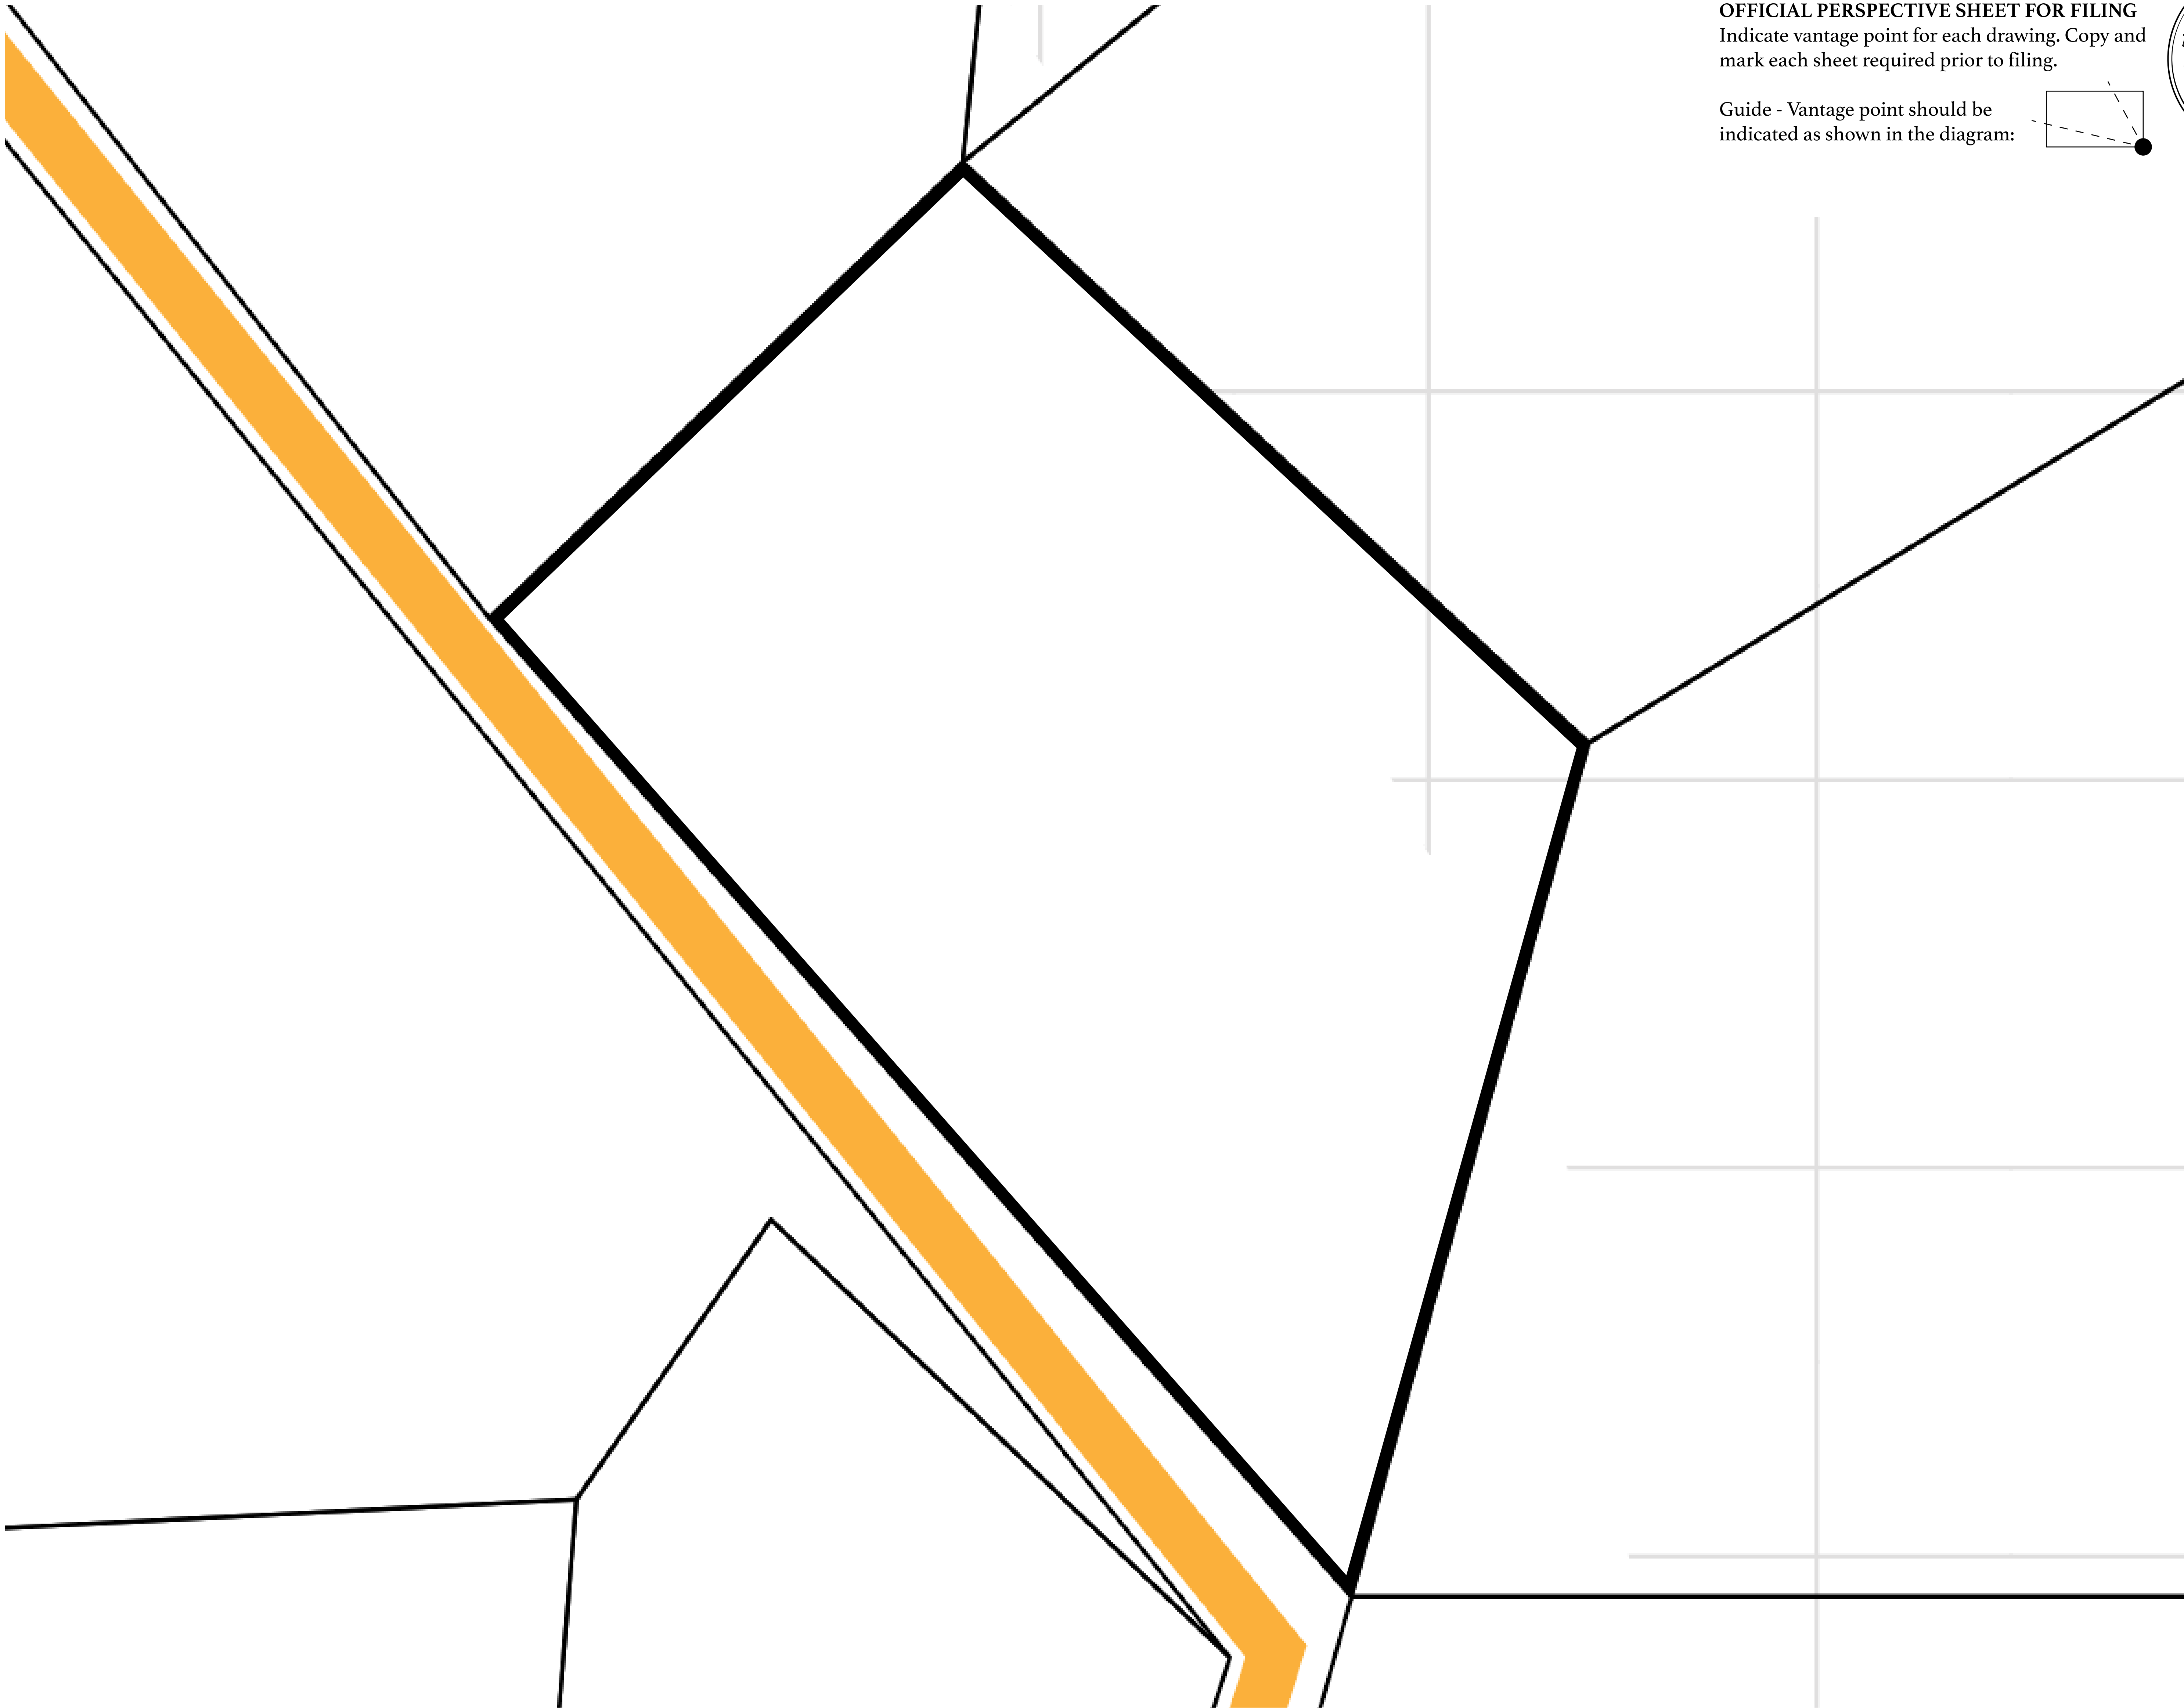 OFFICIAL PERSPECTIVE SHEET FOR FILING
Indicate vantage point for each drawing. Copy and
mark each sheet required prior to filing.
Guide - Vantage point should be
indicated as shown in the diagram: